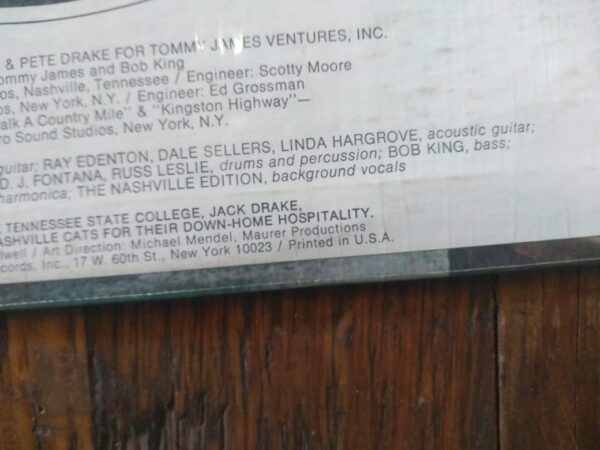 & PETE DRAKE FOR TOMMY JAMES VENTURES, INC.
ommy James and Bob King
os, Nashville, Tennessee / Engineer: Scotty Moore
os, New York, N.Y. / Engineer: Ed Grossman
alk A Country Mile" & "Kingston Highway"—
ro Sound Studios, New York, N.Y.
guitar; RAY EDENTON, DALE SELLERS, LINDA HARGROVE, acoustic guitar;
D. J. FONTANA, RUSS LESLIE, drums and percussion; BOB KING, bass;
harmonica; THE NASHVILLE EDITION, background vocals
TENNESSEE STATE COLLEGE, JACK DRAKE,
ASHVILLE CATS FOR THEIR DOWN-HOME HOSPITALITY.
lwell / Art Direction: Michael Mendel, Maurer Productions
ecords, Inc., 17 W. 60th St., New York 10023 / Printed in U.S.A.